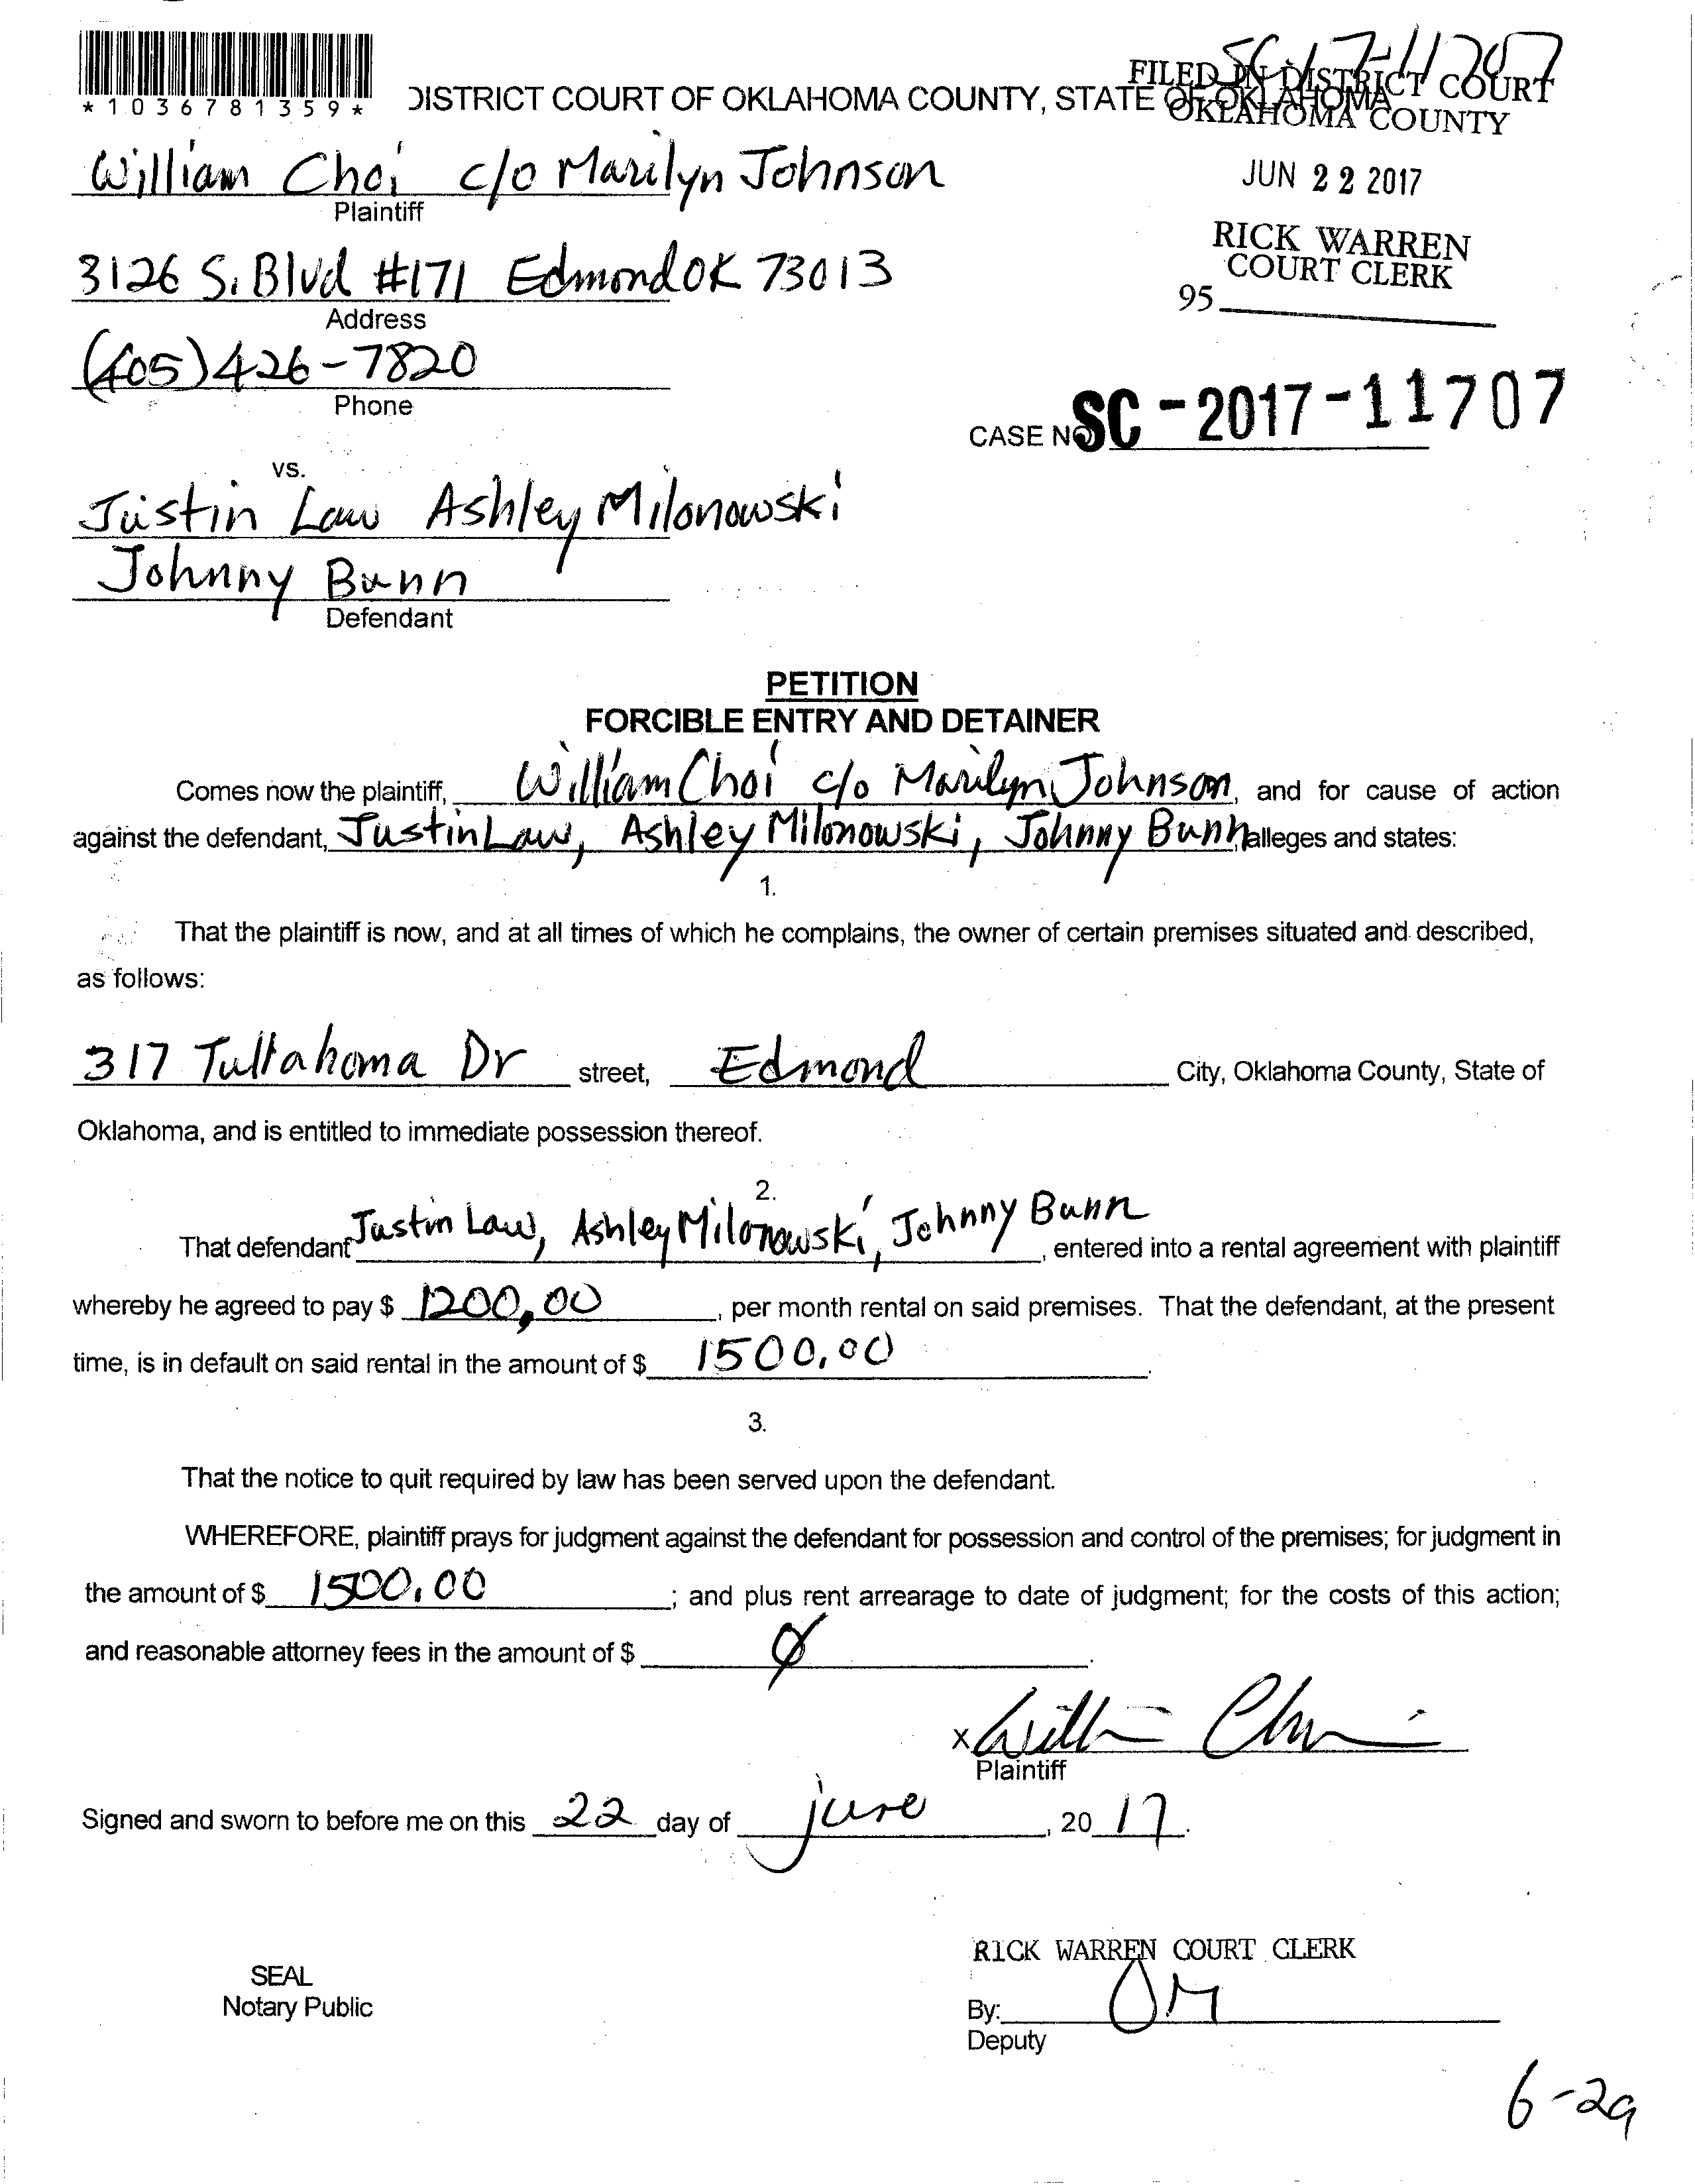 SC-17-11707
FILED IN DISTRICT COURT
*1036781359*
DISTRICT COURT OF OKLAHOMA COUNTY, STATE OF OKLAHOMA
OKLAHOMA COUNTY
William Choi c/o Marilyn Johnson
Plaintiff
JUN 22 2017
3126 S. Blvd #171 Edmond OK 73013
Address
RICK WARREN
COURT CLERK
95
(405) 426-7820
Phone
CASE NO SC-2017-11707
vs.
Justin Law Ashley Milonowski
Johnny Bunn
Defendant
PETITION
FORCIBLE ENTRY AND DETAINER
Comes now the plaintiff, William Choi c/o Marilyn Johnson, and for cause of action
against the defendant, Justin Law, Ashley Milonowski, Johnny Bunn, alleges and states:
1.
That the plaintiff is now, and at all times of which he complains, the owner of certain premises situated and described,
as follows:
317 Tullahoma Dr street, Edmond City, Oklahoma County, State of
Oklahoma, and is entitled to immediate possession thereof.
2.
That defendant Justin Law, Ashley Milonowski, Johnny Bunn, entered into a rental agreement with plaintiff
whereby he agreed to pay $ 1200,00, per month rental on said premises. That the defendant, at the present
time, is in default on said rental in the amount of $ 1500.00.
3.
That the notice to quit required by law has been served upon the defendant.
WHEREFORE, plaintiff prays for judgment against the defendant for possession and control of the premises; for judgment in
the amount of $ 1500.00; and plus rent arrearage to date of judgment; for the costs of this action;
and reasonable attorney fees in the amount of $ Ø.
x William Choi
Plaintiff
Signed and sworn to before me on this 22 day of june, 20 17.
RICK WARREN COURT CLERK
SEAL
Notary Public
By: OM
Deputy
6-29